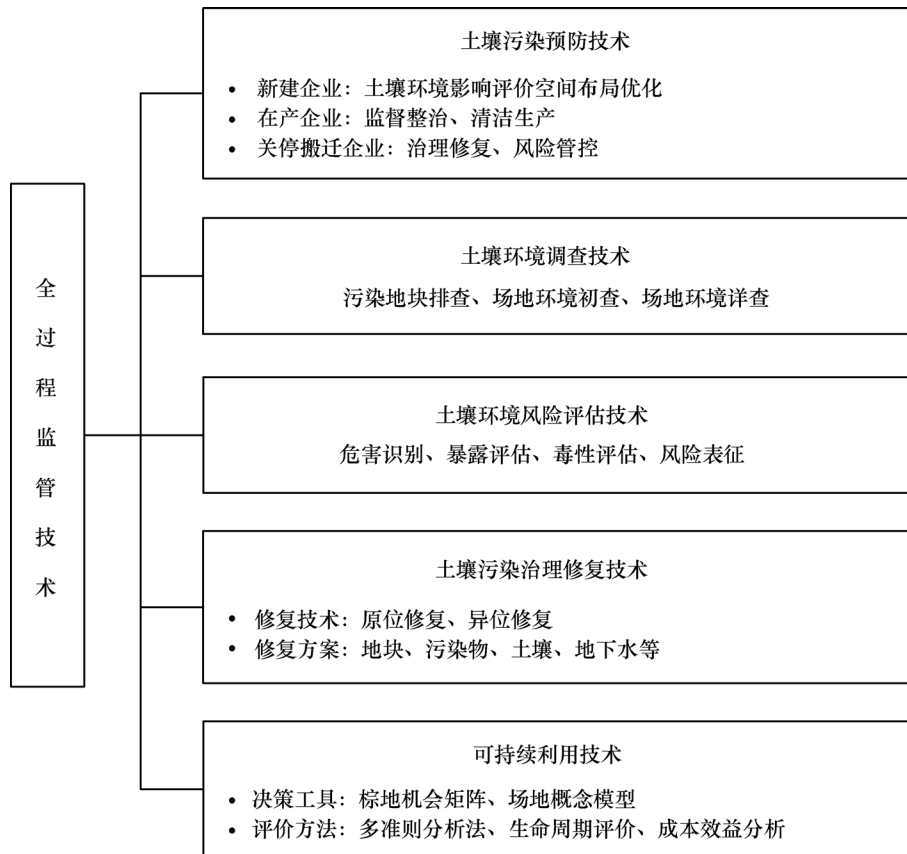 全过程监管技术
土壤污染预防技术
• 新建企业：土壤环境影响评价空间布局优化
• 在产企业：监督整治、清洁生产
• 关停搬迁企业：治理修复、风险管控
土壤环境调查技术
污染地块排查、场地环境初查、场地环境详查
土壤环境风险评估技术
危害识别、暴露评估、毒性评估、风险表征
土壤污染治理修复技术
• 修复技术：原位修复、异位修复
• 修复方案：地块、污染物、土壤、地下水等
可持续利用技术
• 决策工具：棕地机会矩阵、场地概念模型
• 评价方法：多准则分析法、生命周期评价、成本效益分析